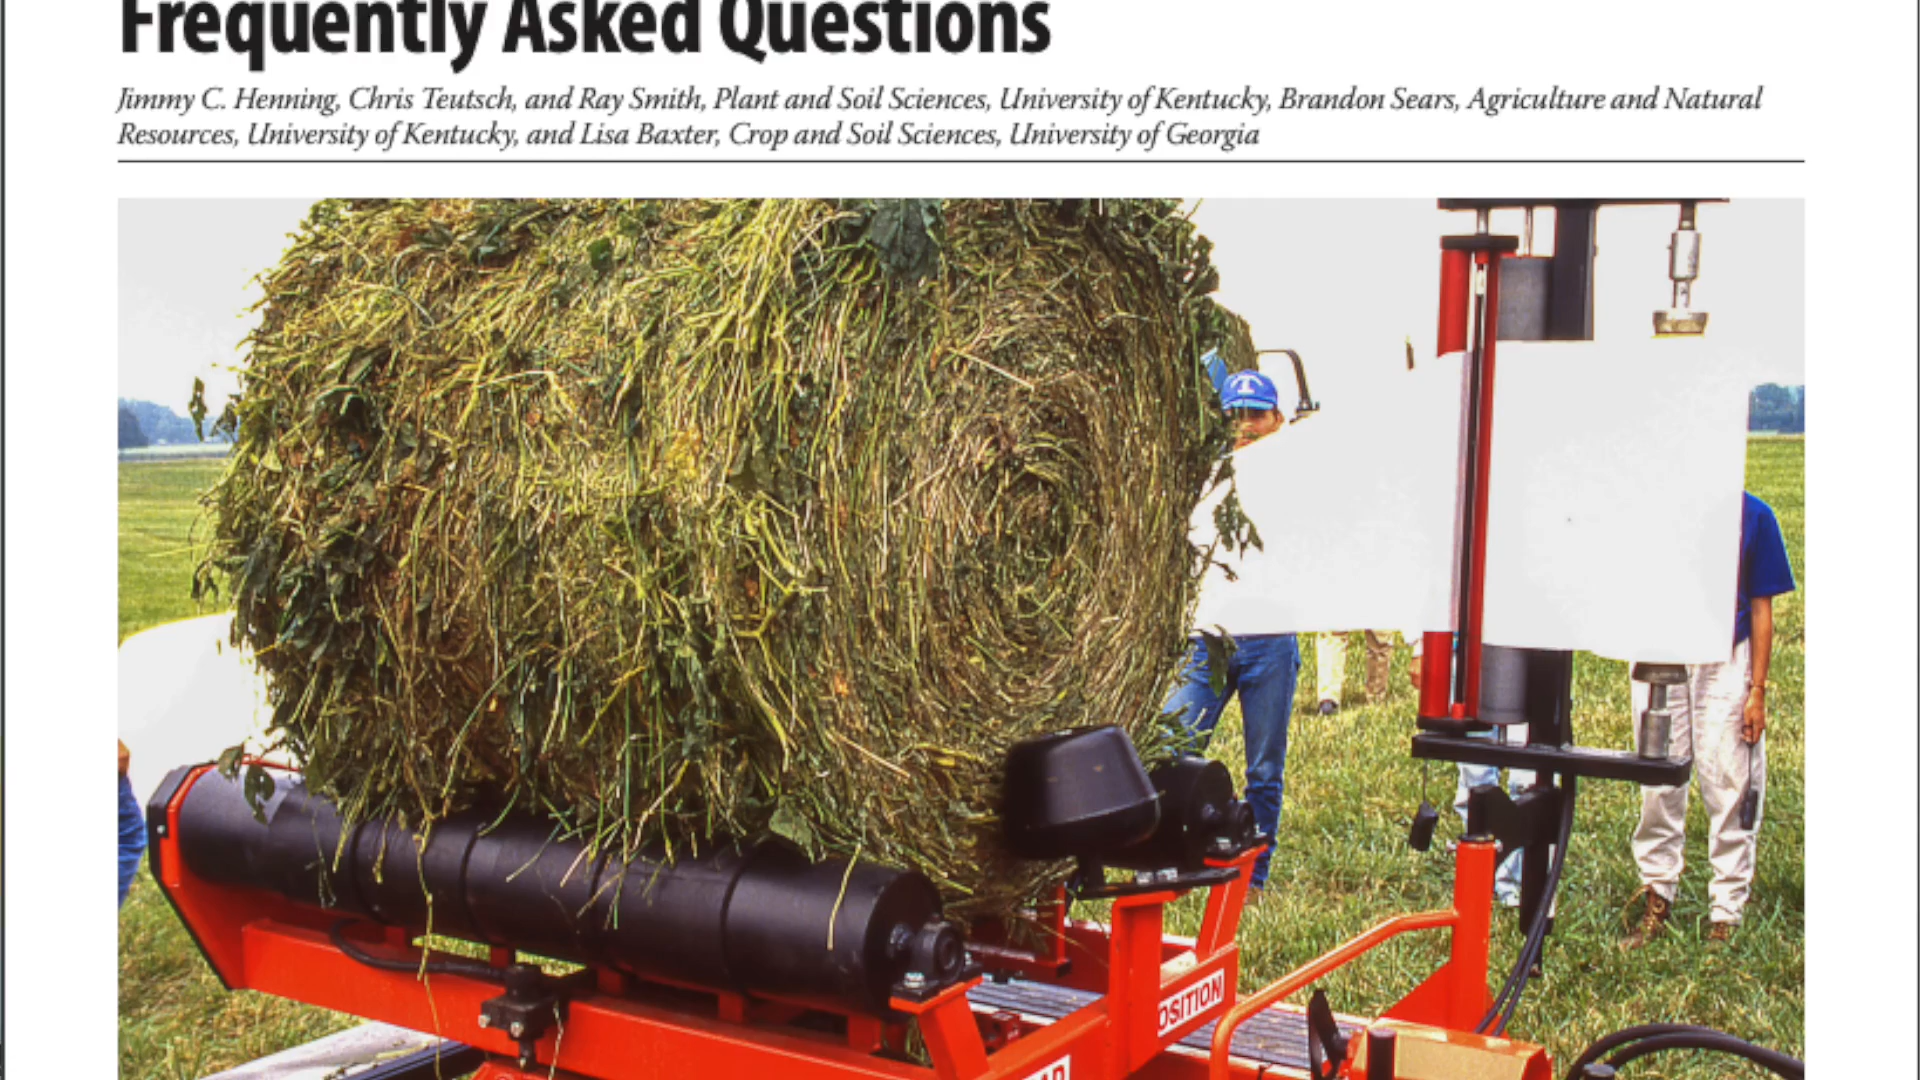 Frequently Asked Questions
Jimmy C. Henning, Chris Teutsch, and Ray Smith, Plant and Soil Sciences, University of Kentucky, Brandon Sears, Agriculture and Natural
Resources, University of Kentucky, and Lisa Baxter, Crop and Soil Sciences, University of Georgia
T
OSITION
AD